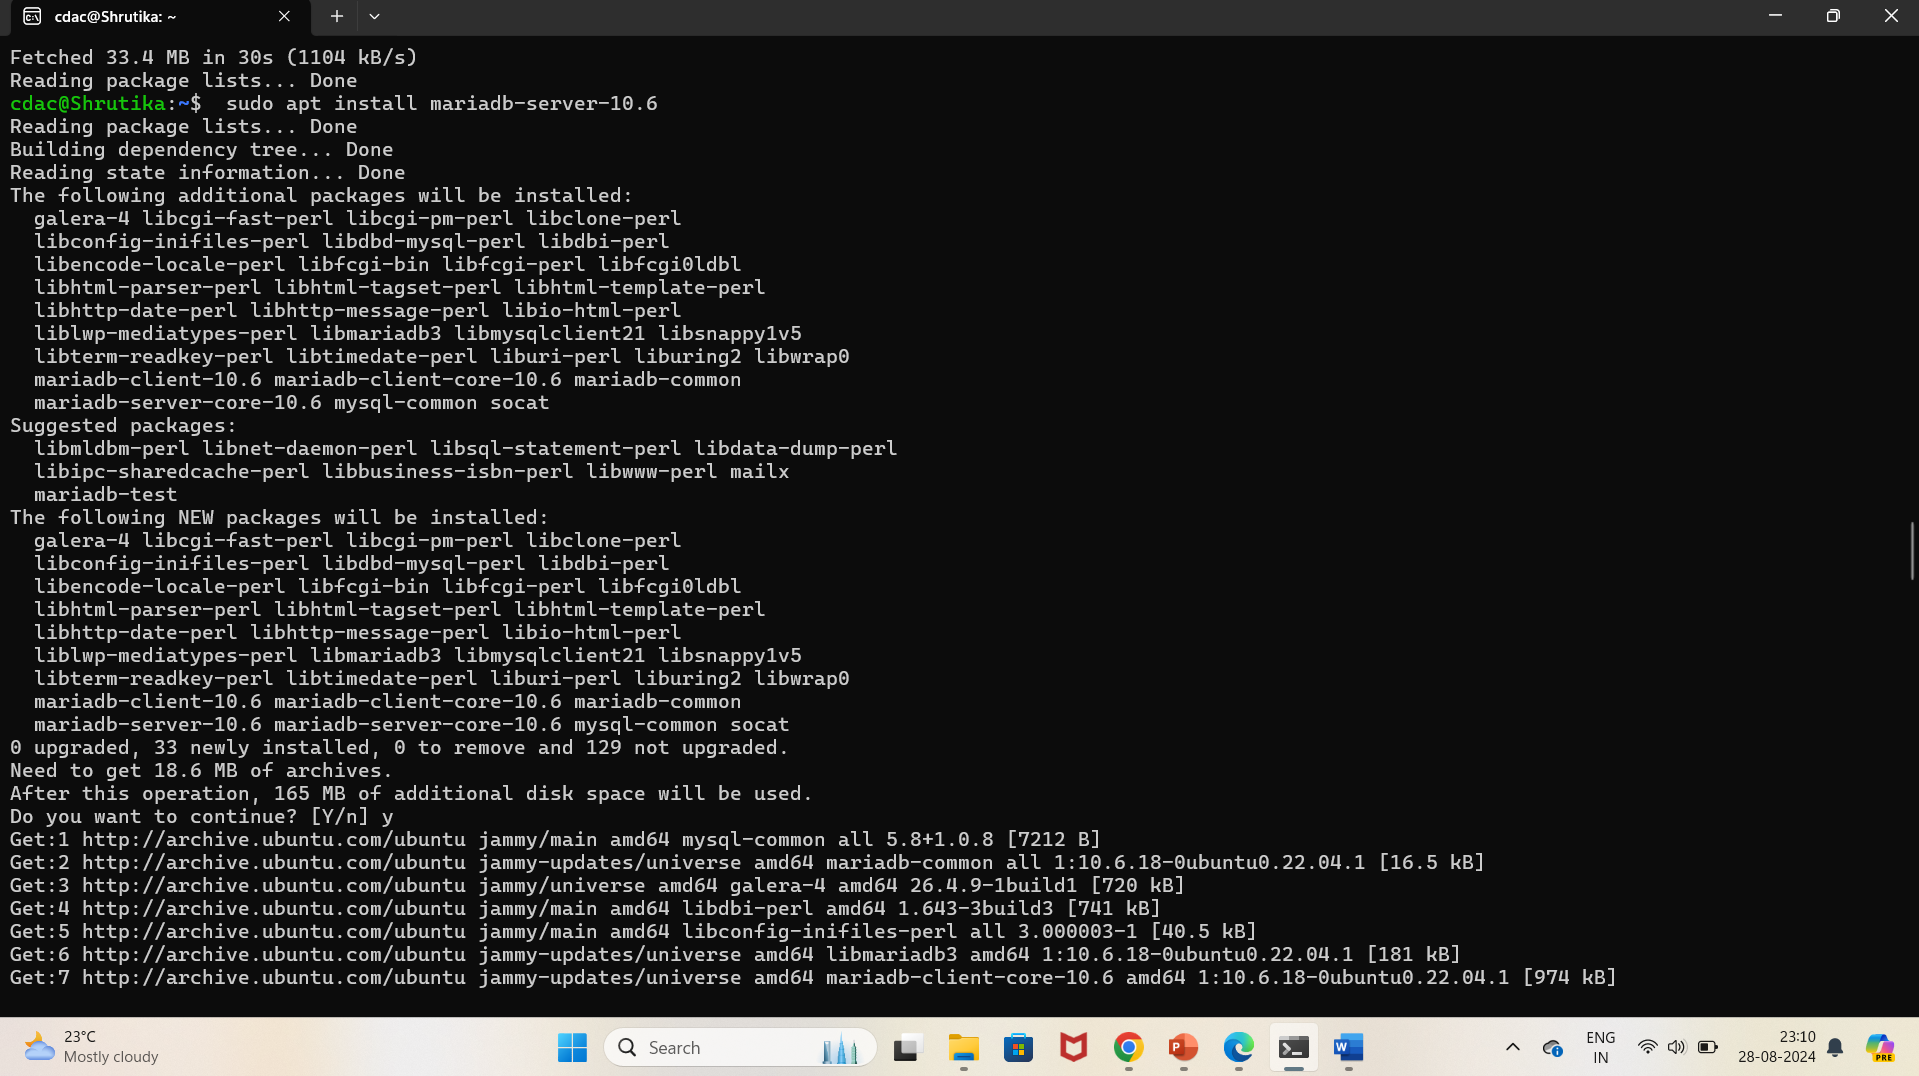 cdac@Shrutika: ~
Fetched 33.4 MB in 30s (1104 kB/s)
Reading package lists... Done
cdac@Shrutika:~$  sudo apt install mariadb-server-10.6
Reading package lists... Done
Building dependency tree... Done
Reading state information... Done
The following additional packages will be installed:
  galera-4 libcgi-fast-perl libcgi-pm-perl libclone-perl
  libconfig-inifiles-perl libdbd-mysql-perl libdbi-perl
  libencode-locale-perl libfcgi-bin libfcgi-perl libfcgi0ldbl
  libhtml-parser-perl libhtml-tagset-perl libhtml-template-perl
  libhttp-date-perl libhttp-message-perl libio-html-perl
  liblwp-mediatypes-perl libmariadb3 libmysqlclient21 libsnappy1v5
  libterm-readkey-perl libtimedate-perl liburi-perl liburing2 libwrap0
  mariadb-client-10.6 mariadb-client-core-10.6 mariadb-common
  mariadb-server-core-10.6 mysql-common socat
Suggested packages:
  libmldbm-perl libnet-daemon-perl libsql-statement-perl libdata-dump-perl
  libipc-sharedcache-perl libbusiness-isbn-perl libwww-perl mailx
  mariadb-test
The following NEW packages will be installed:
  galera-4 libcgi-fast-perl libcgi-pm-perl libclone-perl
  libconfig-inifiles-perl libdbd-mysql-perl libdbi-perl
  libencode-locale-perl libfcgi-bin libfcgi-perl libfcgi0ldbl
  libhtml-parser-perl libhtml-tagset-perl libhtml-template-perl
  libhttp-date-perl libhttp-message-perl libio-html-perl
  liblwp-mediatypes-perl libmariadb3 libmysqlclient21 libsnappy1v5
  libterm-readkey-perl libtimedate-perl liburi-perl liburing2 libwrap0
  mariadb-client-10.6 mariadb-client-core-10.6 mariadb-common
  mariadb-server-10.6 mariadb-server-core-10.6 mysql-common socat
0 upgraded, 33 newly installed, 0 to remove and 129 not upgraded.
Need to get 18.6 MB of archives.
After this operation, 165 MB of additional disk space will be used.
Do you want to continue? [Y/n] y
Get:1 http://archive.ubuntu.com/ubuntu jammy/main amd64 mysql-common all 5.8+1.0.8 [7212 B]
Get:2 http://archive.ubuntu.com/ubuntu jammy-updates/universe amd64 mariadb-common all 1:10.6.18-0ubuntu0.22.04.1 [16.5 kB]
Get:3 http://archive.ubuntu.com/ubuntu jammy/universe amd64 galera-4 amd64 26.4.9-1build1 [720 kB]
Get:4 http://archive.ubuntu.com/ubuntu jammy/main amd64 libdbi-perl amd64 1.643-3build3 [741 kB]
Get:5 http://archive.ubuntu.com/ubuntu jammy/main amd64 libconfig-inifiles-perl all 3.000003-1 [40.5 kB]
Get:6 http://archive.ubuntu.com/ubuntu jammy-updates/universe amd64 libmariadb3 amd64 1:10.6.18-0ubuntu0.22.04.1 [181 kB]
Get:7 http://archive.ubuntu.com/ubuntu jammy-updates/universe amd64 mariadb-client-core-10.6 amd64 1:10.6.18-0ubuntu0.22.04.1 [974 kB]
23°C
Mostly cloudy
Search
ENG
IN
23:10
28-08-2024
PRE